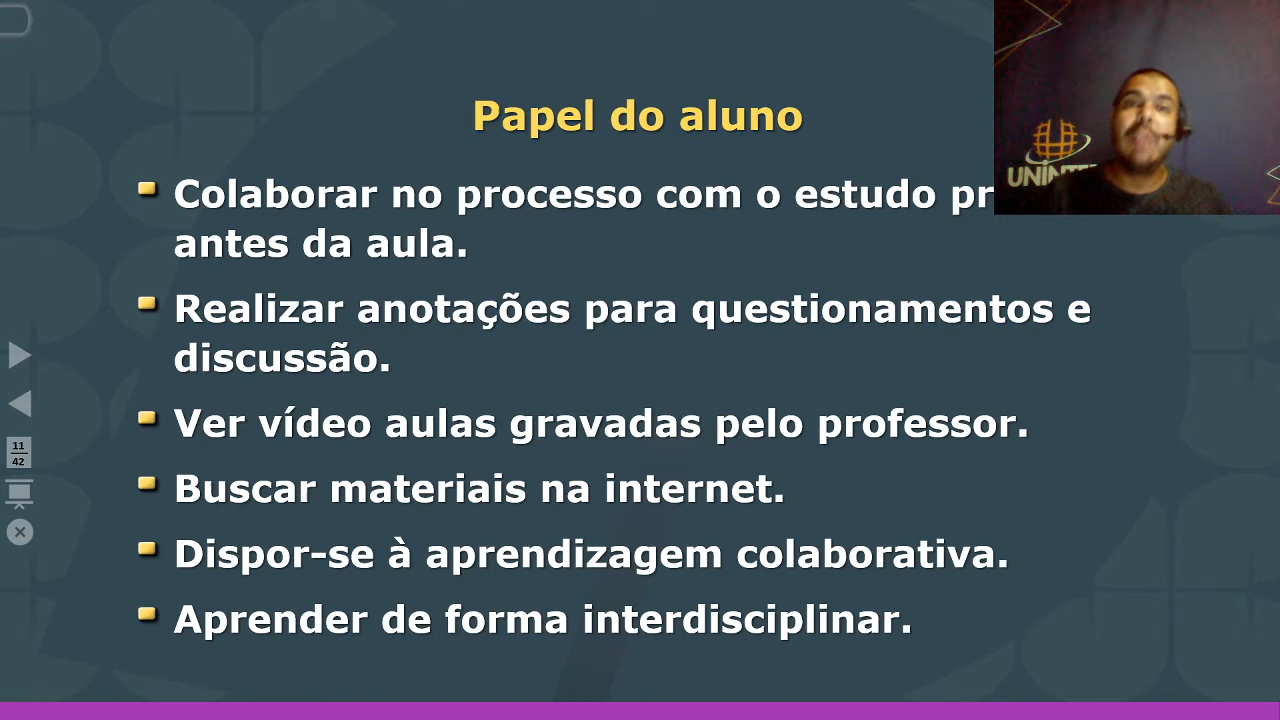 Papel do aluno
Colaborar no processo com o estudo
antes da aula.
Realizar anotações para questionamentos e
discussão.
Ver vídeo aulas gravadas pelo professor.
Buscar materiais na internet.
Dispor-se à aprendizagem colaborativa.
Aprender de forma interdisciplinar.
11
42